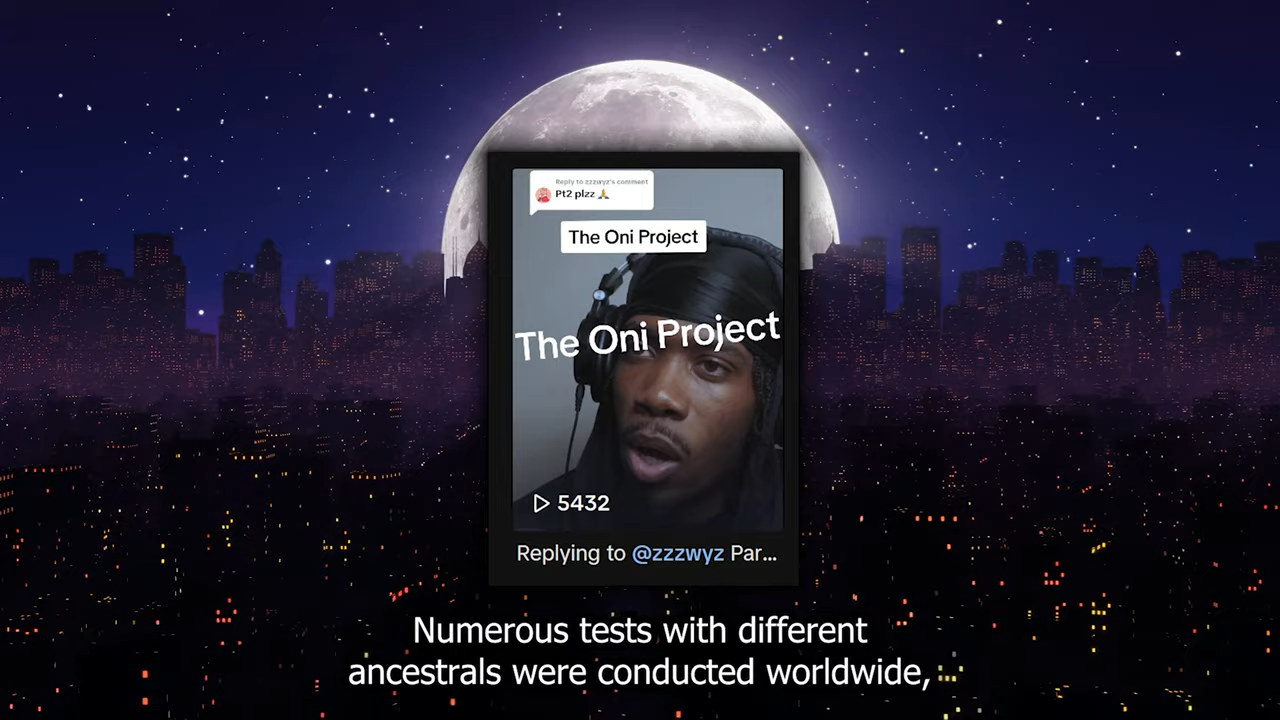 Reply to zzzwyz's comment
Pt2 plzz 🙏
The Oni Project
The Oni Project
5432
Replying to @zzzwyz Par...
Numerous tests with different
ancestrals were conducted worldwide,